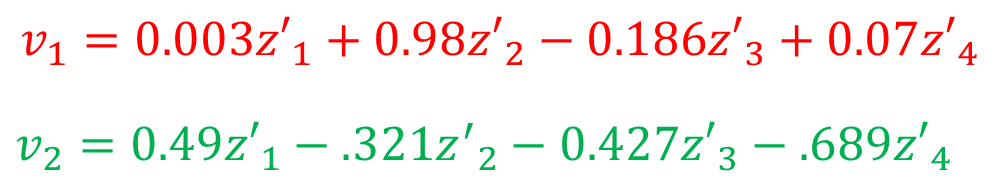 v₁ = 0.003z′₁ + 0.98z′₂ − 0.186z′₃ + 0.07z′₄
v₂ = 0.49z′₁ − .321z′₂ − 0.427z′₃ − .689z′₄